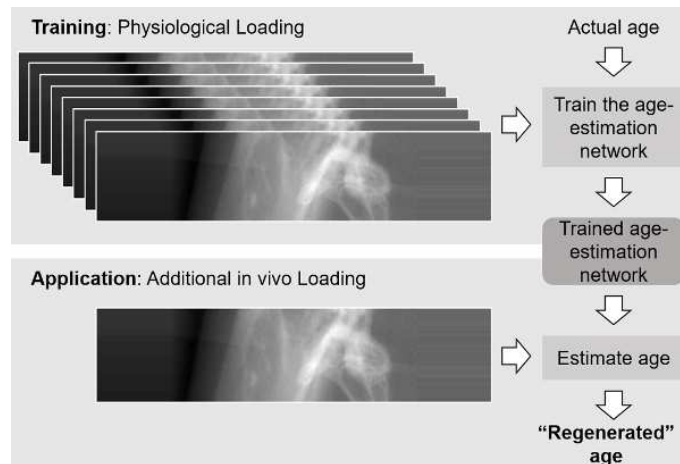 Training: Physiological Loading
Actual age
Train the age-
estimation
network
Trained age-
estimation
network
Application: Additional in vivo Loading
Estimate age
“Regenerated”
age